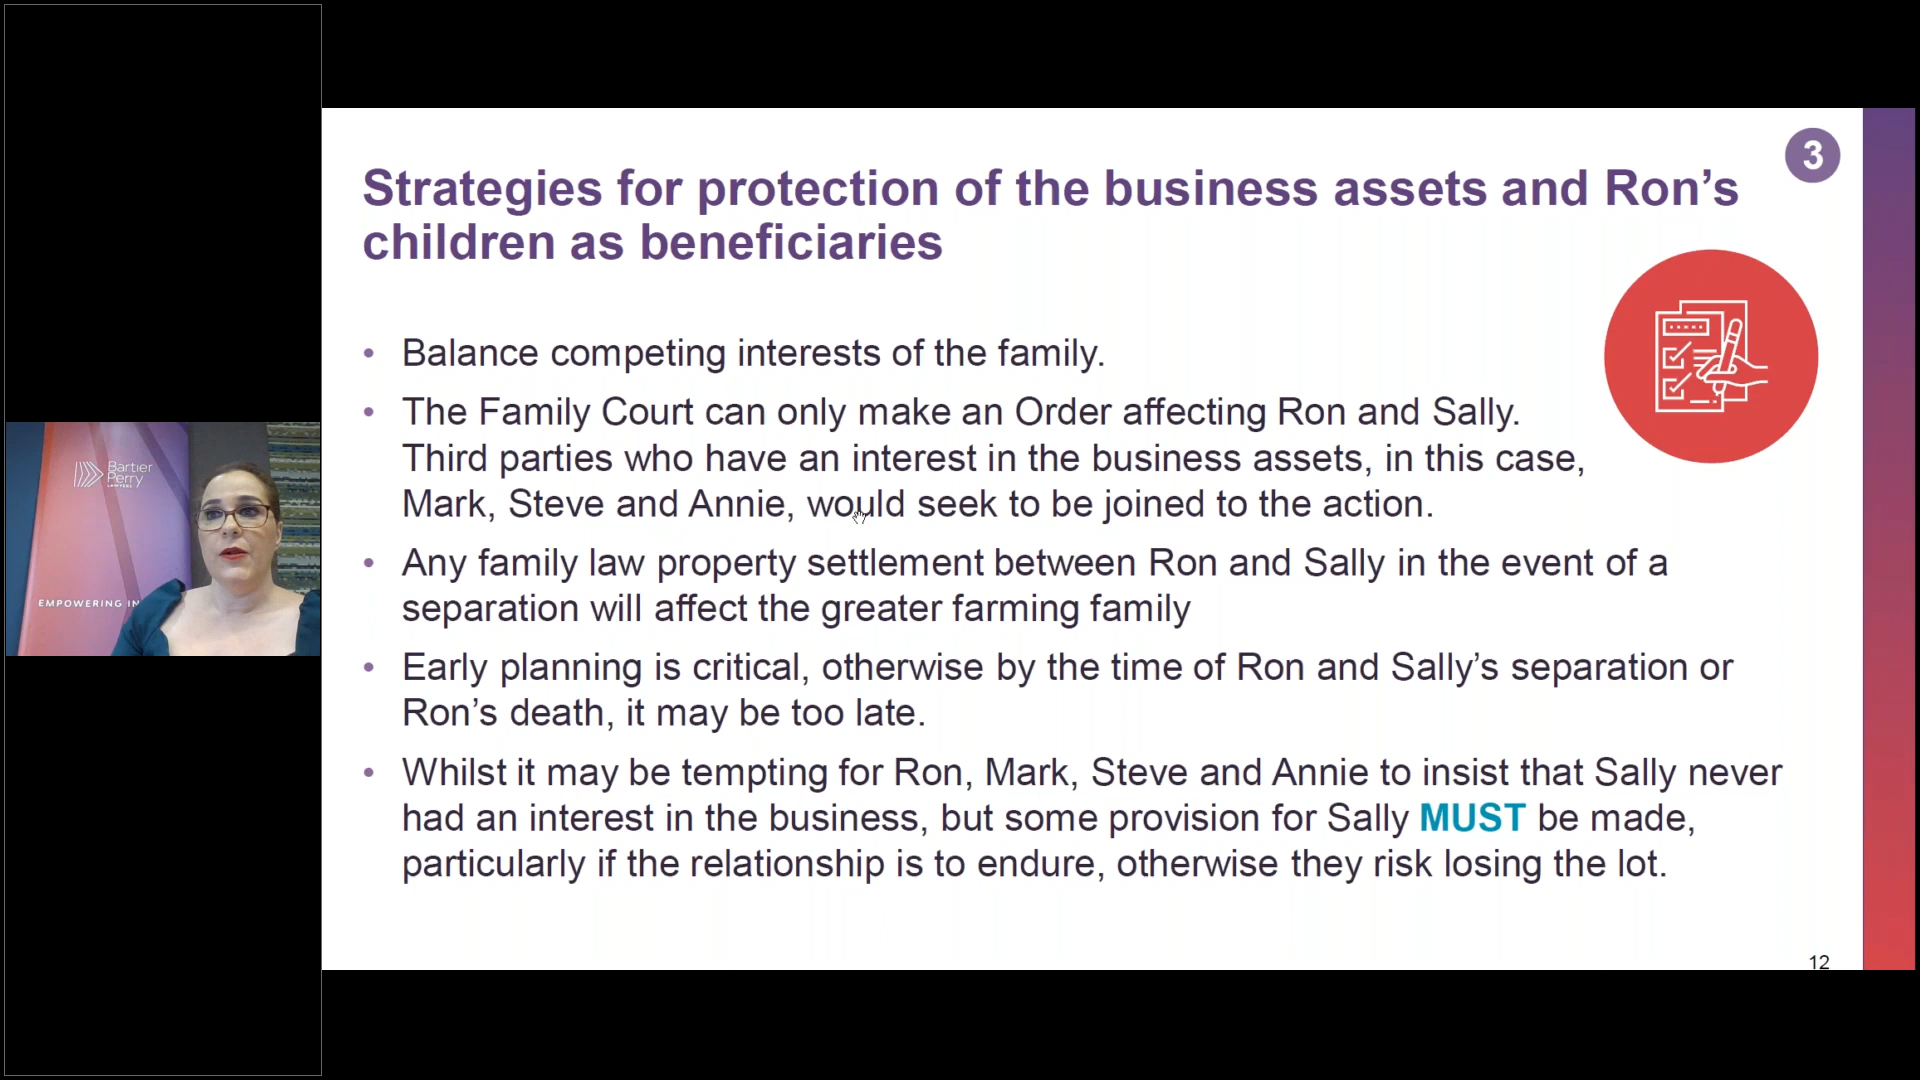 Bartier
Perry
LAWYERS
EMPOWERING IN
3
Strategies for protection of the business assets and Ron’s
children as beneficiaries
• Balance competing interests of the family.
• The Family Court can only make an Order affecting Ron and Sally.
Third parties who have an interest in the business assets, in this case,
Mark, Steve and Annie, would seek to be joined to the action.
• Any family law property settlement between Ron and Sally in the event of a
separation will affect the greater farming family
• Early planning is critical, otherwise by the time of Ron and Sally’s separation or
Ron’s death, it may be too late.
• Whilst it may be tempting for Ron, Mark, Steve and Annie to insist that Sally never
had an interest in the business, but some provision for Sally MUST be made,
particularly if the relationship is to endure, otherwise they risk losing the lot.
12